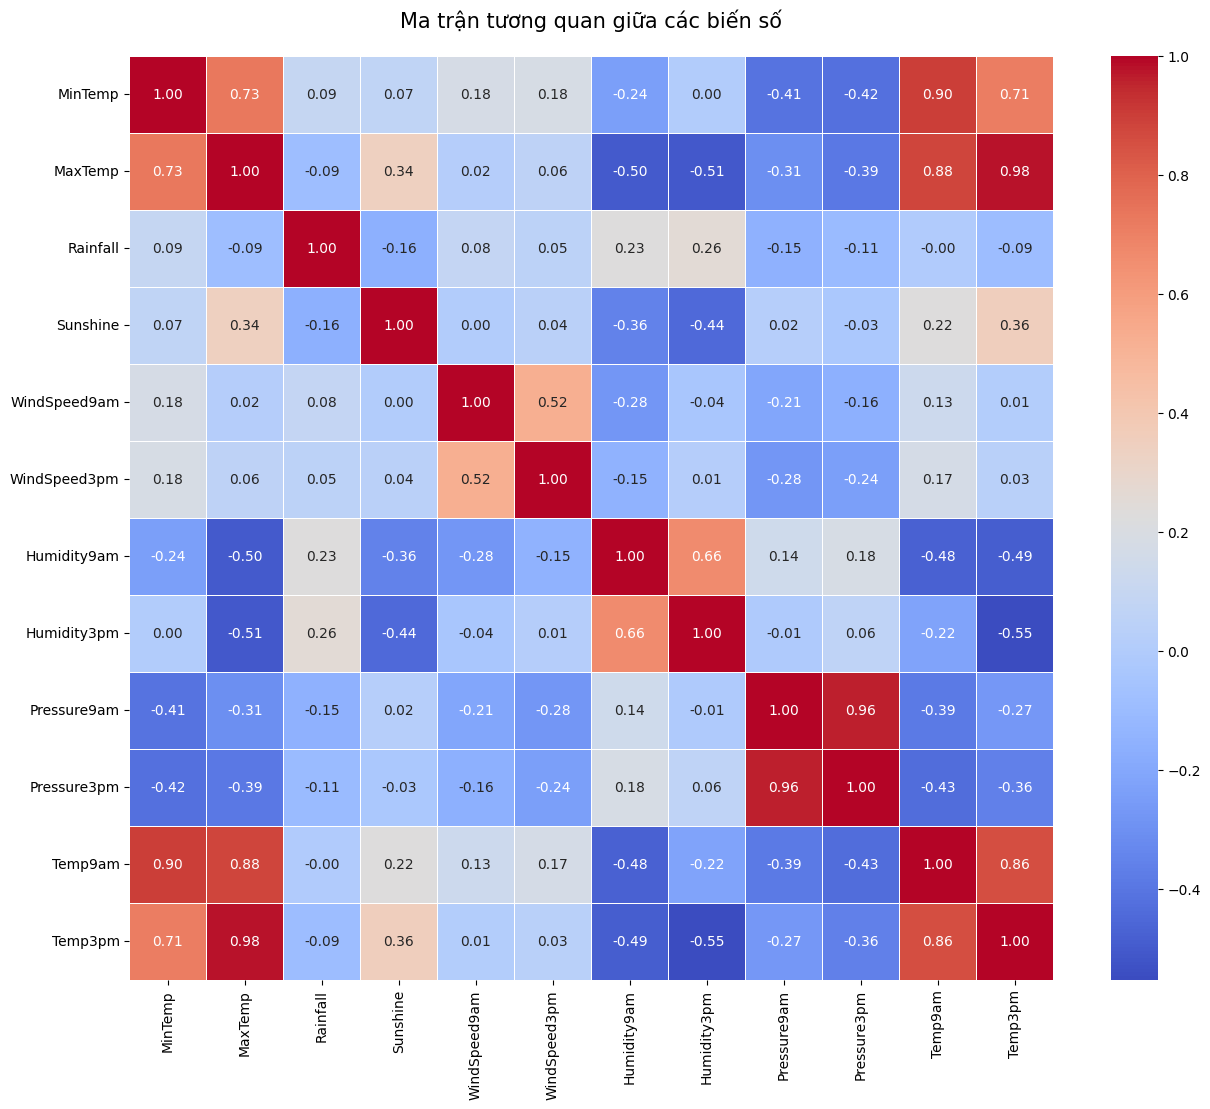 Ma trận tương quan giữa các biến số
MinTemp 1.00 0.73 0.09 0.07 0.18 0.18 -0.24 0.00 -0.41 -0.42 0.90 0.71
MaxTemp 0.73 1.00 -0.09 0.34 0.02 0.06 -0.50 -0.51 -0.31 -0.39 0.88 0.98
Rainfall 0.09 -0.09 1.00 -0.16 0.08 0.05 0.23 0.26 -0.15 -0.11 -0.00 -0.09
Sunshine 0.07 0.34 -0.16 1.00 0.00 0.04 -0.36 -0.44 0.02 -0.03 0.22 0.36
WindSpeed9am 0.18 0.02 0.08 0.00 1.00 0.52 -0.28 -0.04 -0.21 -0.16 0.13 0.01
WindSpeed3pm 0.18 0.06 0.05 0.04 0.52 1.00 -0.15 0.01 -0.28 -0.24 0.17 0.03
Humidity9am -0.24 -0.50 0.23 -0.36 -0.28 -0.15 1.00 0.66 0.14 0.18 -0.48 -0.49
Humidity3pm 0.00 -0.51 0.26 -0.44 -0.04 0.01 0.66 1.00 -0.01 0.06 -0.22 -0.55
Pressure9am -0.41 -0.31 -0.15 0.02 -0.21 -0.28 0.14 -0.01 1.00 0.96 -0.39 -0.27
Pressure3pm -0.42 -0.39 -0.11 -0.03 -0.16 -0.24 0.18 0.06 0.96 1.00 -0.43 -0.36
Temp9am 0.90 0.88 -0.00 0.22 0.13 0.17 -0.48 -0.22 -0.39 -0.43 1.00 0.86
Temp3pm 0.71 0.98 -0.09 0.36 0.01 0.03 -0.49 -0.55 -0.27 -0.36 0.86 1.00
MinTemp MaxTemp Rainfall Sunshine WindSpeed9am WindSpeed3pm Humidity9am Humidity3pm Pressure9am Pressure3pm Temp9am Temp3pm
1.0
0.8
0.6
0.4
0.2
0.0
−0.2
−0.4